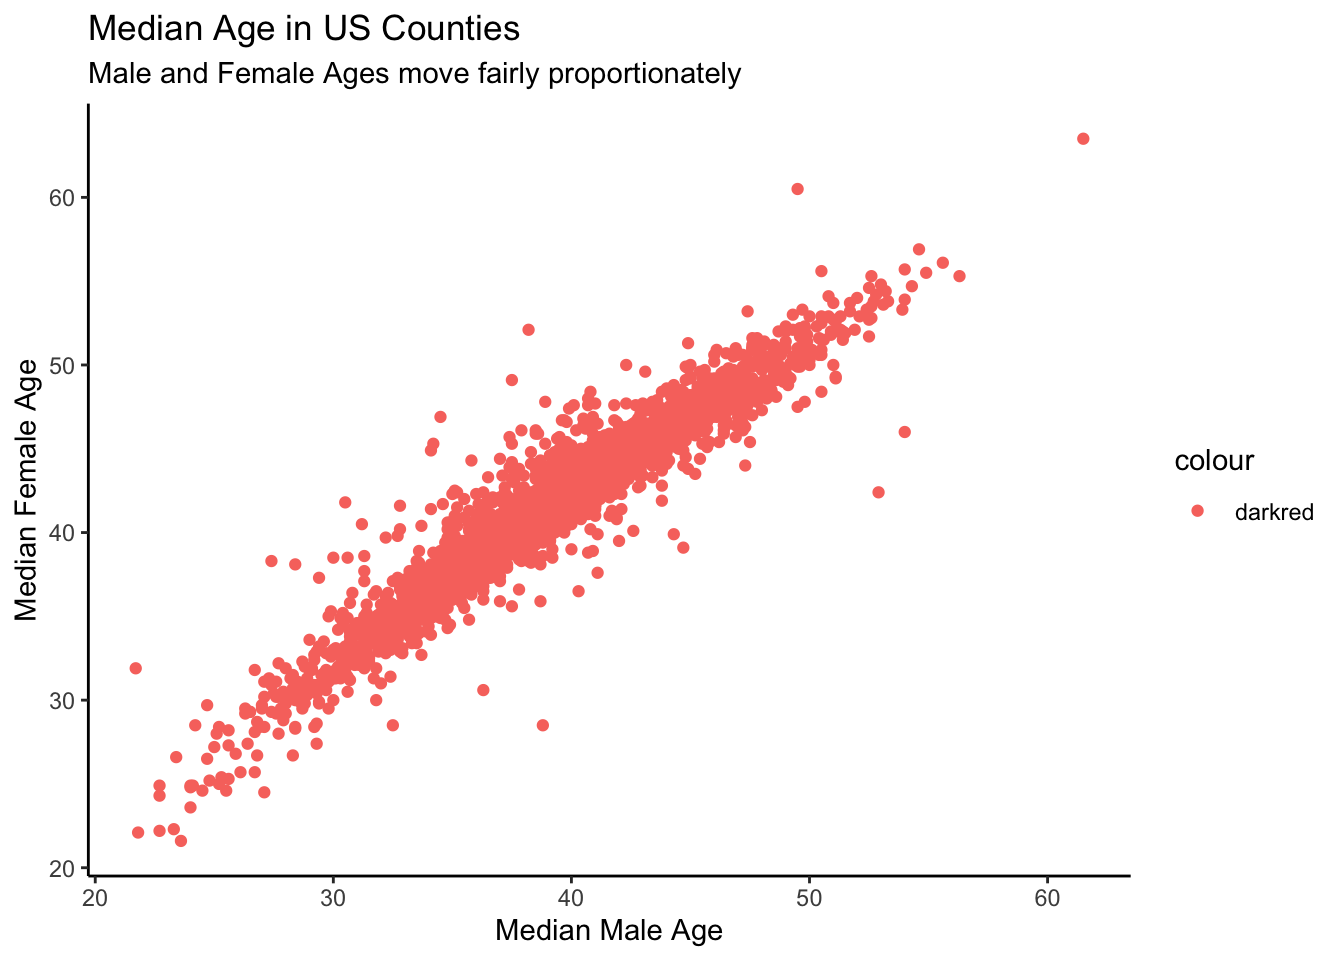 Median Age in US Counties
Male and Female Ages move fairly proportionately
60
50
40
30
20
Median Female Age
20 30 40 50 60
Median Male Age
colour
darkred